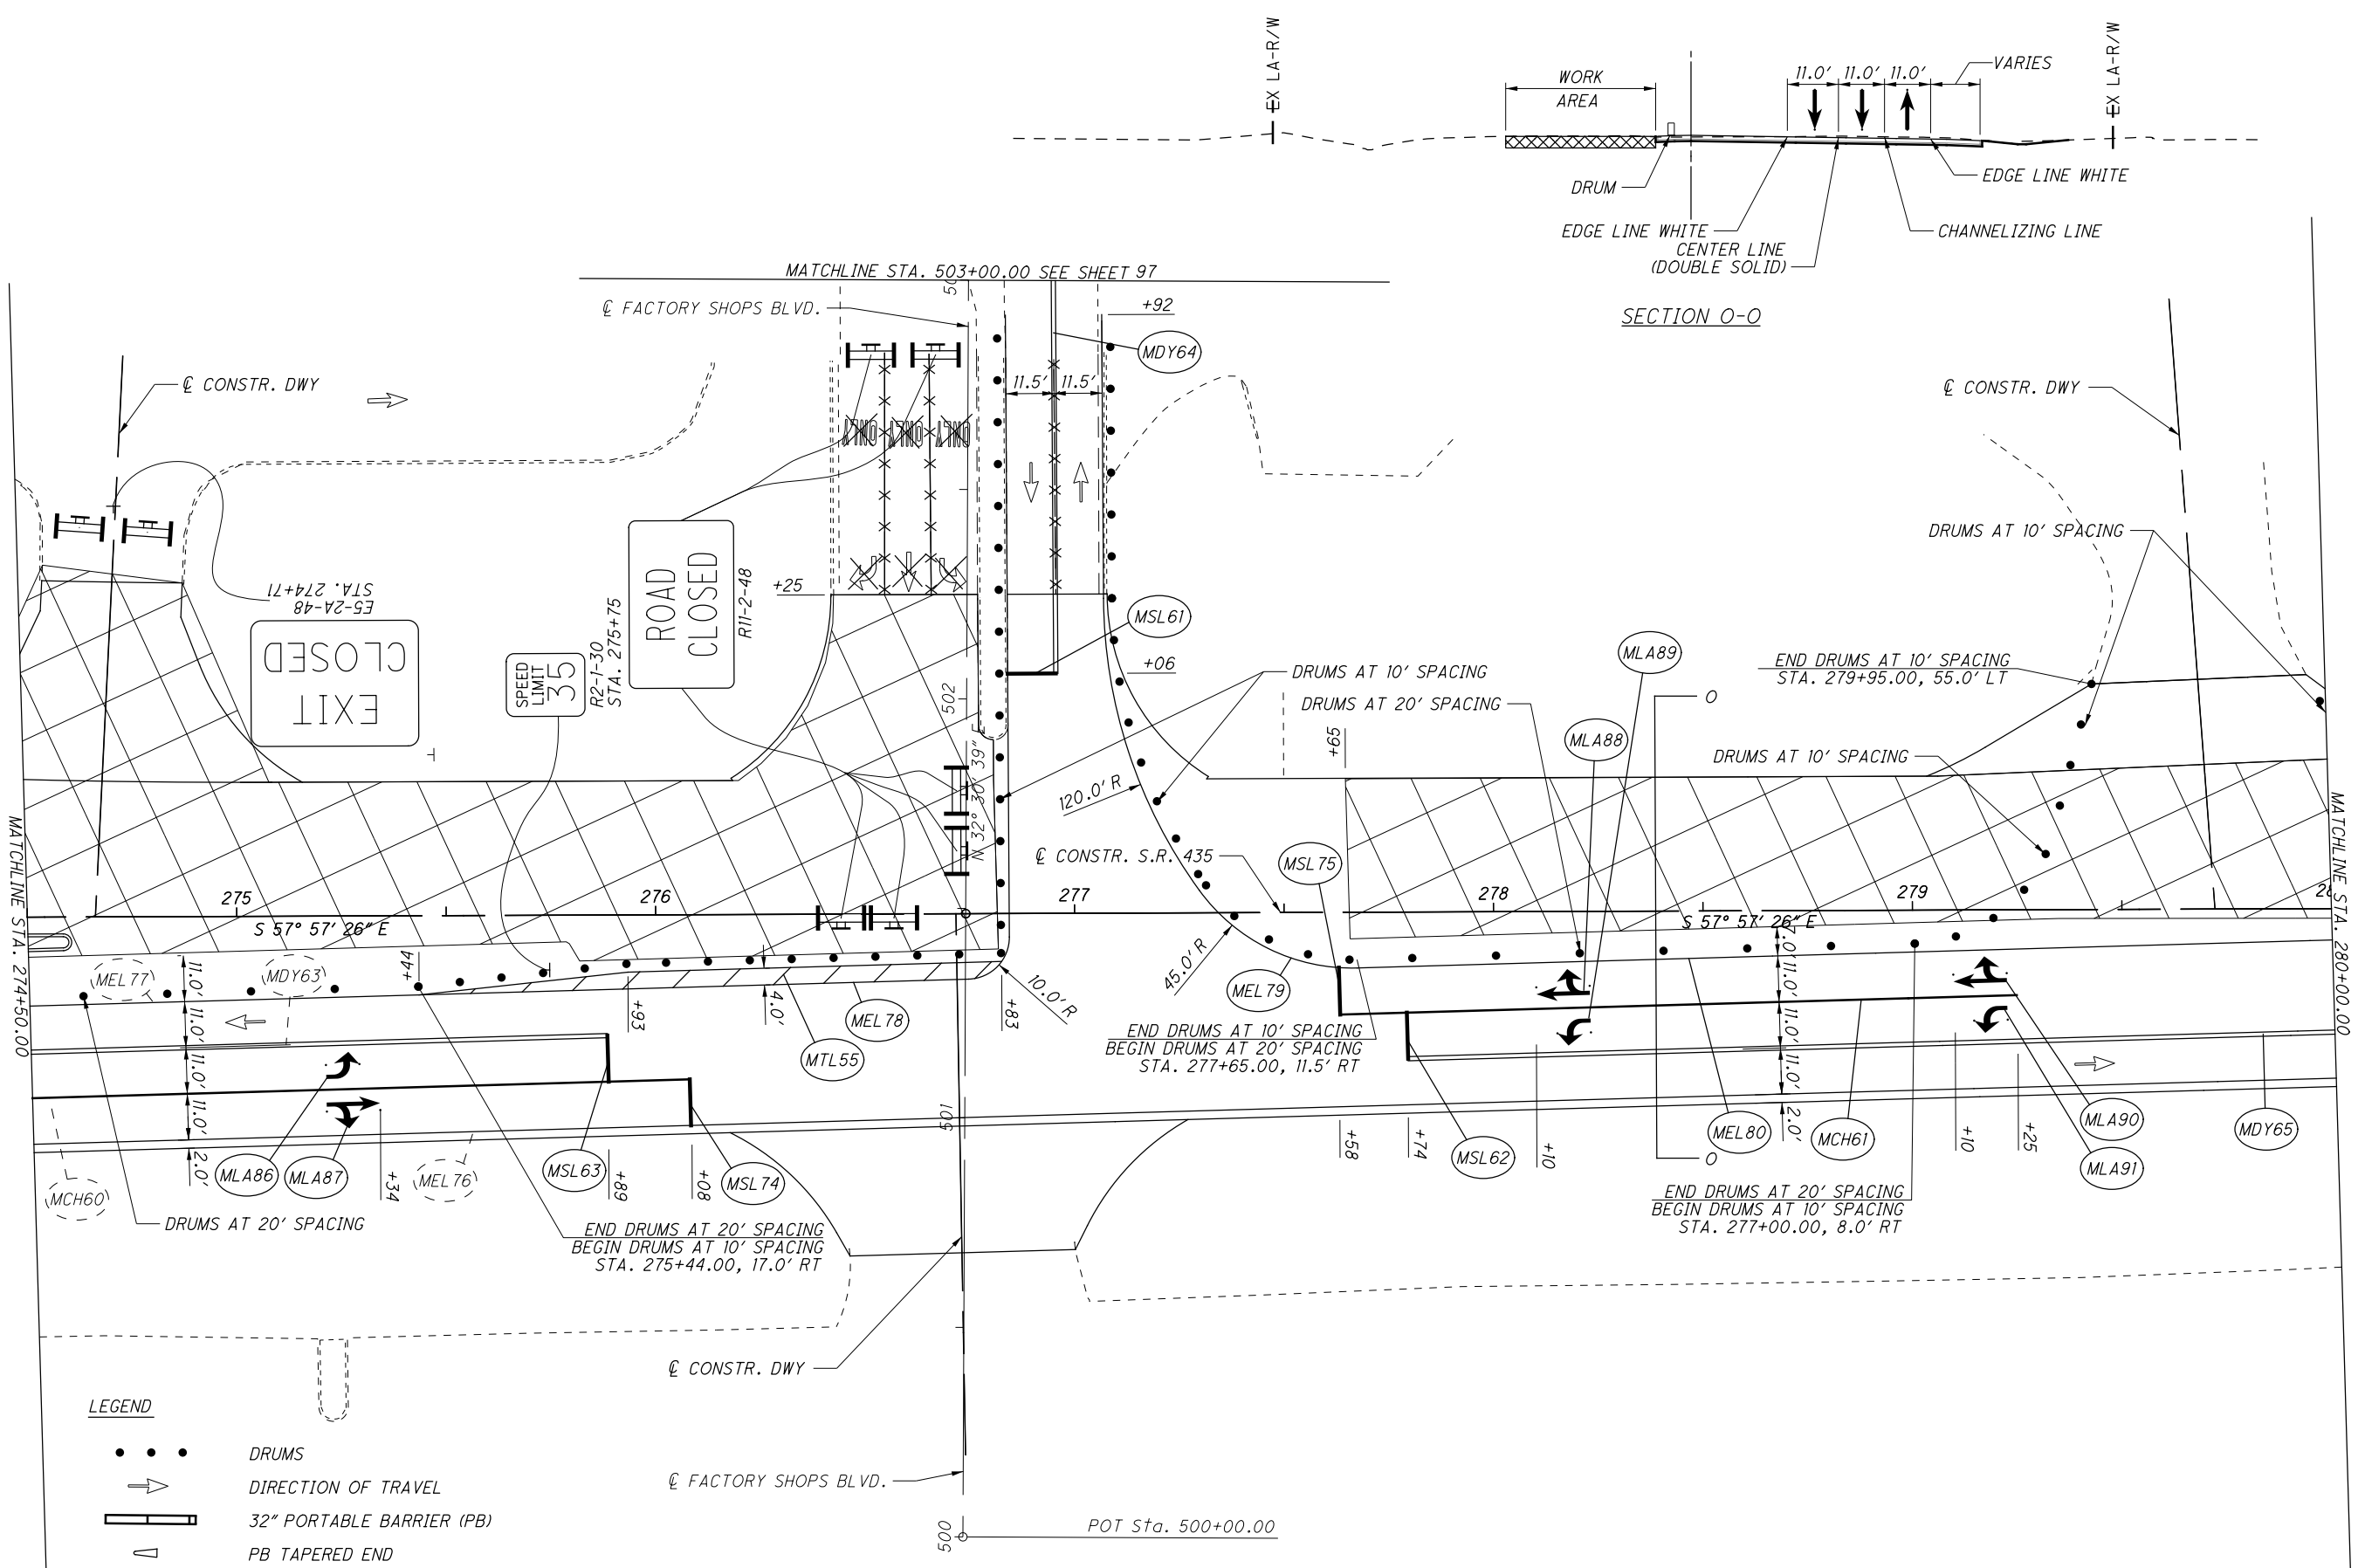 EX LA-R/W
EX LA-R/W
WORK
AREA
11.0' 11.0' 11.0'
VARIES
DRUM
EDGE LINE WHITE
EDGE LINE WHITE
CENTER LINE
(DOUBLE SOLID)
CHANNELIZING LINE
SECTION O-O
MATCHLINE STA. 503+00.00 SEE SHEET 97
℄ FACTORY SHOPS BLVD.
+92
MDY64
℄ CONSTR. DWY
℄ CONSTR. DWY
11.5' 11.5'
ONLY ONLY ONLY
DRUMS AT 10' SPACING
E5-2A-48
STA. 274+71
EXIT
CLOSED
SPEED
LIMIT
35
R2-1-30
STA. 275+75
ROAD
CLOSED
R11-2-48
+25
MSL61
+06
502
DRUMS AT 10' SPACING
DRUMS AT 20' SPACING
MLA89
MLA88
O
END DRUMS AT 10' SPACING
STA. 279+95.00, 55.0' LT
DRUMS AT 10' SPACING
+65
120.0' R
N 32° 30' 39" E
℄ CONSTR. S.R. 435
MSL75
MATCHLINE STA. 274+50.00
MATCHLINE STA. 280+00.00
275
276
277
278
279
28
S 57° 57' 26" E
S 57° 57' 26" E
MEL77
MDY63
+44
11.0' 11.0' 11.0' 11.0' 2.0'
+93
4.0'
MEL78
MTL55
10.0' R
+83
45.0' R
MEL79
END DRUMS AT 10' SPACING
BEGIN DRUMS AT 20' SPACING
STA. 277+65.00, 11.5' RT
7.0' 11.0' 11.0' 11.0' 2.0'
501
MCH60
MLA86
MLA87
+34
MEL76
MSL63
+89
+08
MSL74
+58
+74
MSL62
+10
O
MEL80
MCH61
+10
+25
MLA90
MLA91
MDY65
DRUMS AT 20' SPACING
END DRUMS AT 20' SPACING
BEGIN DRUMS AT 10' SPACING
STA. 275+44.00, 17.0' RT
END DRUMS AT 20' SPACING
BEGIN DRUMS AT 10' SPACING
STA. 277+00.00, 8.0' RT
℄ CONSTR. DWY
℄ FACTORY SHOPS BLVD.
500
POT Sta. 500+00.00
LEGEND
DRUMS
DIRECTION OF TRAVEL
32" PORTABLE BARRIER (PB)
PB TAPERED END